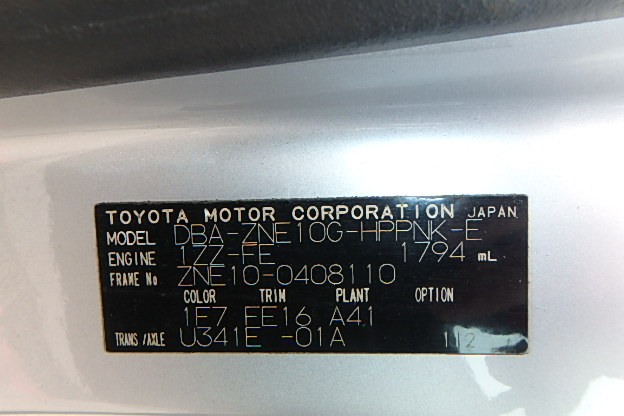 TOYOTA MOTOR CORPORATION JAPAN
MODEL DBA-ZNE10G-HPPNK-E
ENGINE 1ZZ-FE 1794 mL
FRAME No ZNE10-0408110
COLOR TRIM PLANT OPTION
1F7 FE16 A41
TRANS/AXLE U341E -01A 112